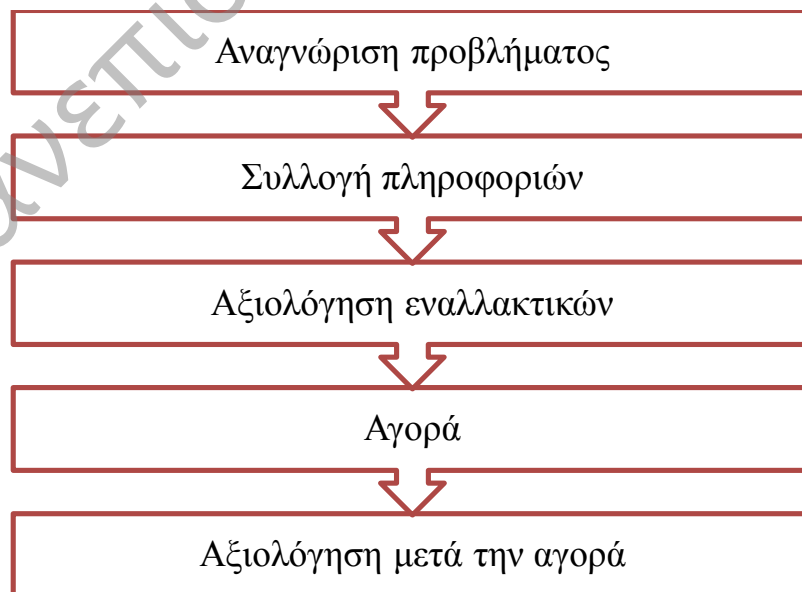 Αναγνώριση προβλήματος
Συλλογή πληροφοριών
Αξιολόγηση εναλλακτικών
Αγορά
Αξιολόγηση μετά την αγορά